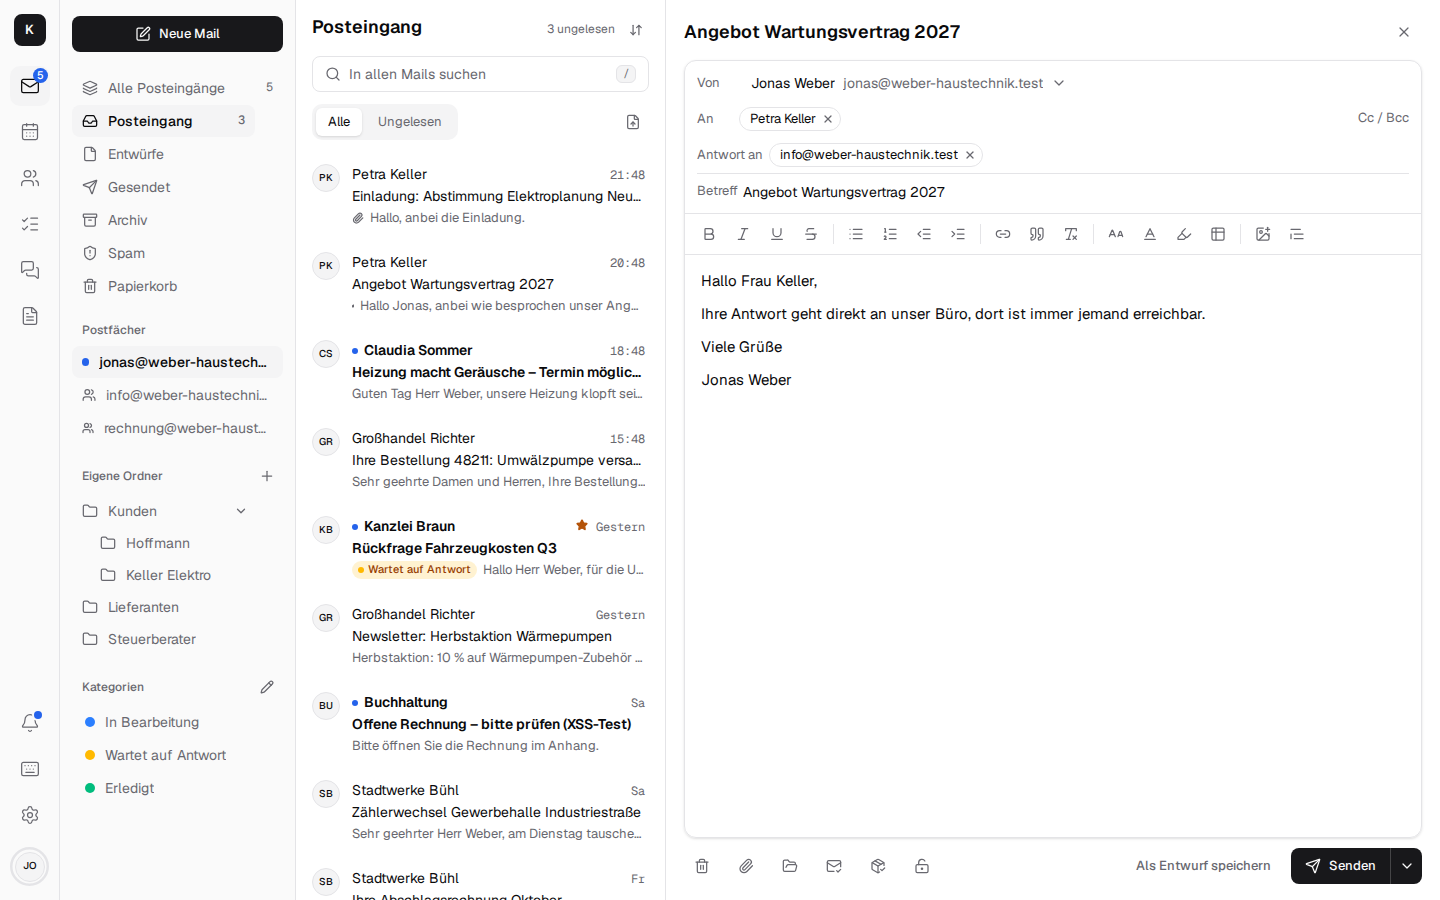 K
5
JO
Neue Mail
Alle Posteingänge 5
Posteingang 3
Entwürfe
Gesendet
Archiv
Spam
Papierkorb
Postfächer
jonas@weber-haustech...
info@weber-haustechni...
rechnung@weber-haust...
Eigene Ordner
Kunden
Hoffmann
Keller Elektro
Lieferanten
Steuerberater
Kategorien
In Bearbeitung
Wartet auf Antwort
Erledigt
Posteingang 3 ungelesen
In allen Mails suchen /
Alle Ungelesen
PK Petra Keller 21:48
Einladung: Abstimmung Elektroplanung Neu...
Hallo, anbei die Einladung.
PK Petra Keller 20:48
Angebot Wartungsvertrag 2027
Hallo Jonas, anbei wie besprochen unser Ang...
CS Claudia Sommer 18:48
Heizung macht Geräusche – Termin möglic...
Guten Tag Herr Weber, unsere Heizung klopft sei...
GR Großhandel Richter 15:48
Ihre Bestellung 48211: Umwälzpumpe versa...
Sehr geehrte Damen und Herren, Ihre Bestellung...
KB Kanzlei Braun Gestern
Rückfrage Fahrzeugkosten Q3
Wartet auf Antwort Hallo Herr Weber, für die U...
GR Großhandel Richter Gestern
Newsletter: Herbstaktion Wärmepumpen
Herbstaktion: 10 % auf Wärmepumpen-Zubehör ...
BU Buchhaltung Sa
Offene Rechnung – bitte prüfen (XSS-Test)
Bitte öffnen Sie die Rechnung im Anhang.
SB Stadtwerke Bühl Sa
Zählerwechsel Gewerbehalle Industriestraße
Sehr geehrter Herr Weber, am Dienstag tausche...
SB Stadtwerke Bühl Fr
Ihre Abschlagsrechnung Oktober
Angebot Wartungsvertrag 2027
Von Jonas Weber jonas@weber-haustechnik.test
An Petra Keller Cc / Bcc
Antwort an info@weber-haustechnik.test
Betreff Angebot Wartungsvertrag 2027
Hallo Frau Keller,
Ihre Antwort geht direkt an unser Büro, dort ist immer jemand erreichbar.
Viele Grüße
Jonas Weber
Als Entwurf speichern Senden